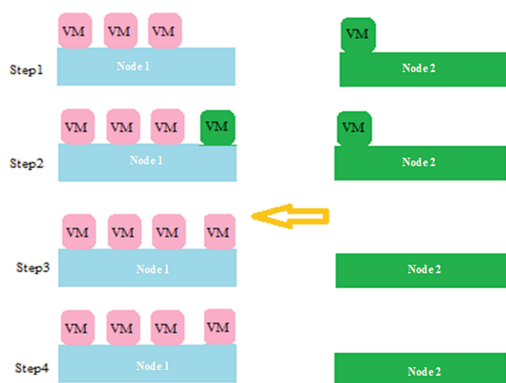 VM VM VM VM
Step1 Node 1 Node 2
VM VM VM VM VM
Step2 Node 1 Node 2
VM VM VM VM
Step3 Node 1 Node 2
VM VM VM VM
Step4 Node 1 Node 2